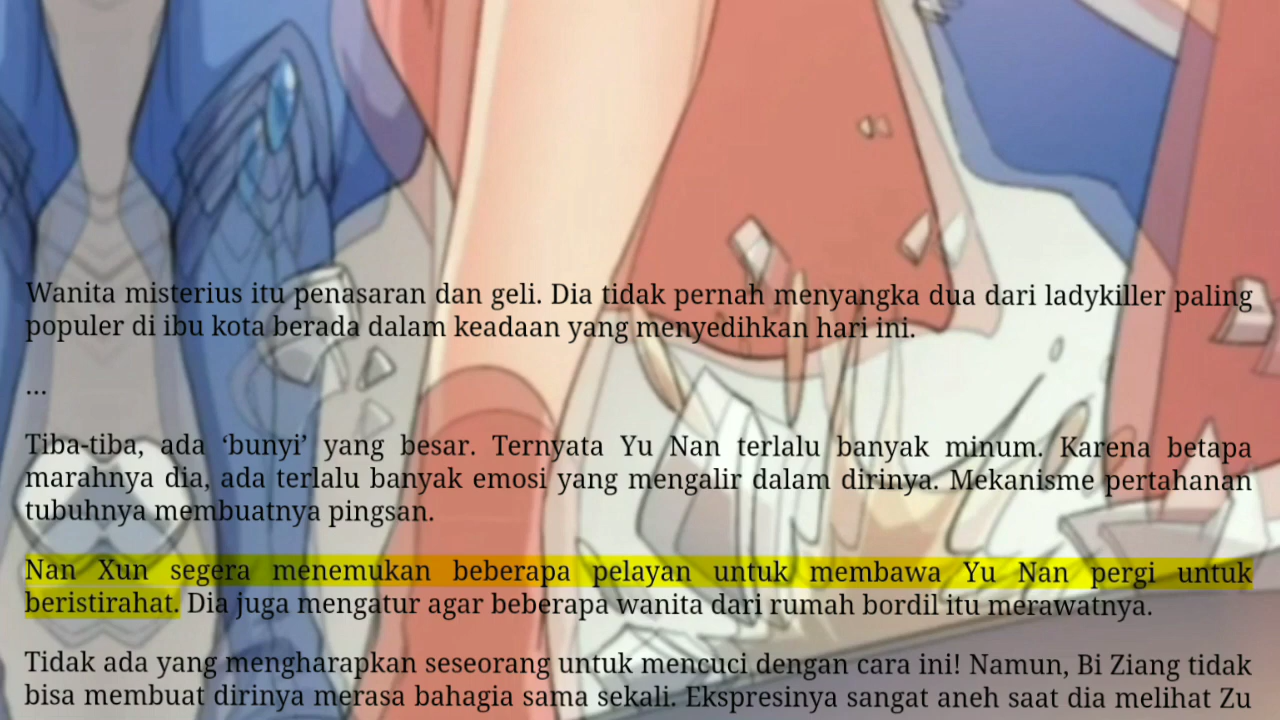 Wanita misterius itu penasaran dan geli. Dia tidak pernah menyangka dua dari ladykiller paling
populer di ibu kota berada dalam keadaan yang menyedihkan hari ini.
...
Tiba-tiba, ada ‘bunyi’ yang besar. Ternyata Yu Nan terlalu banyak minum. Karena betapa
marahnya dia, ada terlalu banyak emosi yang mengalir dalam dirinya. Mekanisme pertahanan
tubuhnya membuatnya pingsan.
Nan Xun segera menemukan beberapa pelayan untuk membawa Yu Nan pergi untuk
beristirahat. Dia juga mengatur agar beberapa wanita dari rumah bordil itu merawatnya.
Tidak ada yang mengharapkan seseorang untuk mencuci dengan cara ini! Namun, Bi Ziang tidak
bisa membuat dirinya merasa bahagia sama sekali. Ekspresinya sangat aneh saat dia melihat Zu